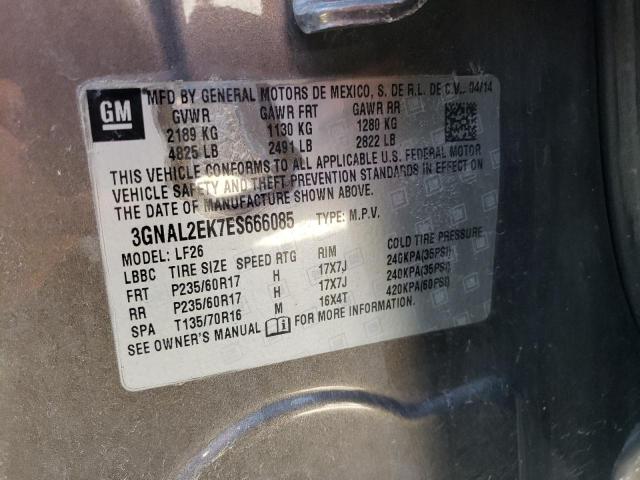 GM
MFD BY GENERAL MOTORS DE MEXICO, S. DE R.L. DE C.V. 04/14
GVWR GAWR FRT GAWR RR
2189 KG 1130 KG 1280 KG
4825 LB 2491 LB 2822 LB
THIS VEHICLE CONFORMS TO ALL APPLICABLE U.S. FEDERAL MOTOR
VEHICLE SAFETY AND THEFT PREVENTION STANDARDS IN EFFECT ON
THE DATE OF MANUFACTURE SHOWN ABOVE.
3GNAL2EK7ES666085 TYPE: M.P.V.
MODEL: LF26
LBBC TIRE SIZE SPEED RTG RIM COLD TIRE PRESSURE
FRT P235/60R17 H 17X7J 240KPA(35PSI)
RR P235/60R17 H 17X7J 240KPA(35PSI)
SPA T135/70R16 M 16X4T 420KPA(60PSI)
SEE OWNER'S MANUAL FOR MORE INFORMATION.